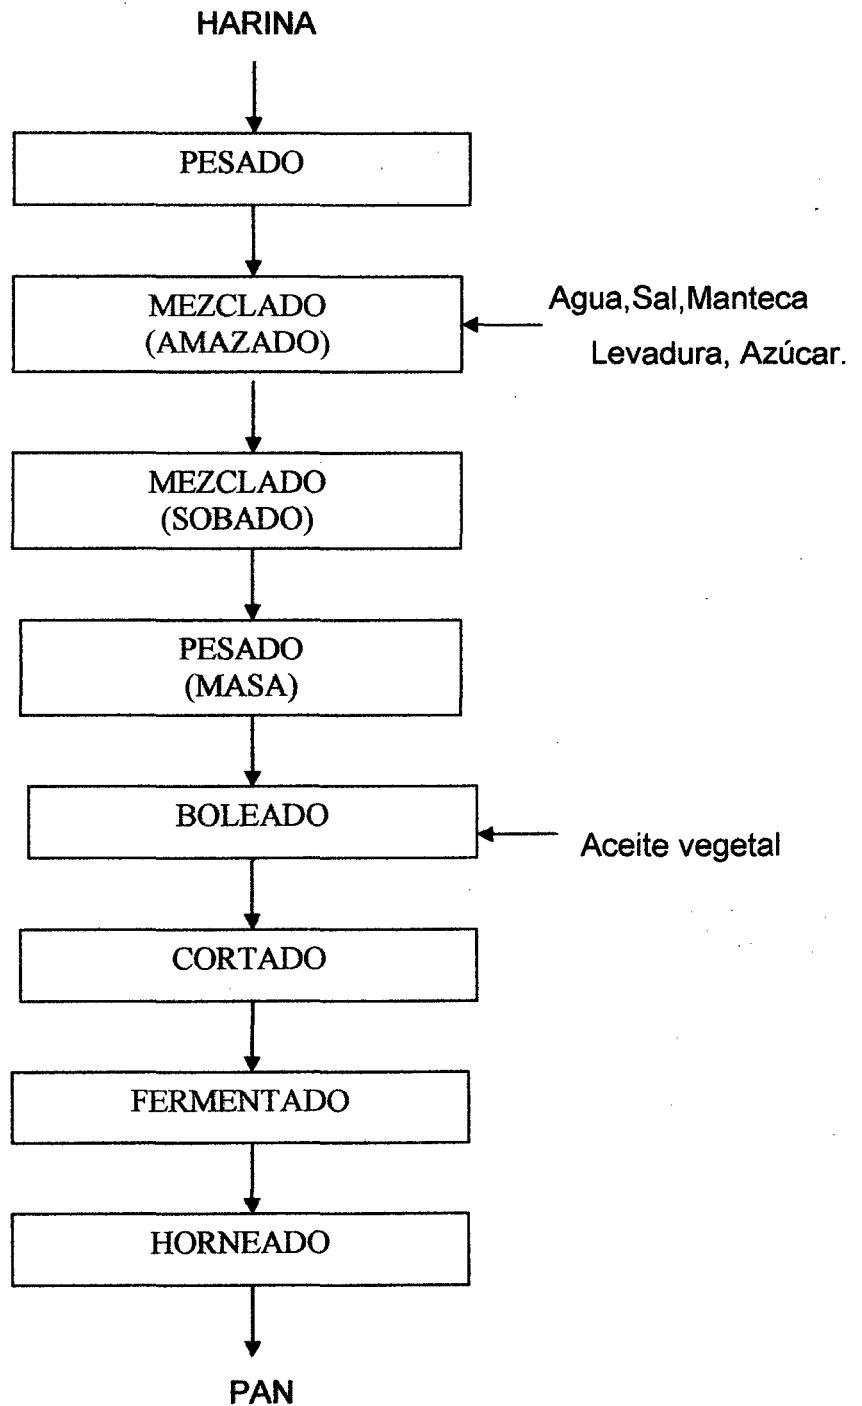 HARINA
PESADO
MEZCLADO
(AMAZADO)
Agua,Sal,Manteca
Levadura, Azúcar.
MEZCLADO
(SOBADO)
PESADO
(MASA)
BOLEADO
Aceite vegetal
CORTADO
FERMENTADO
HORNEADO
PAN